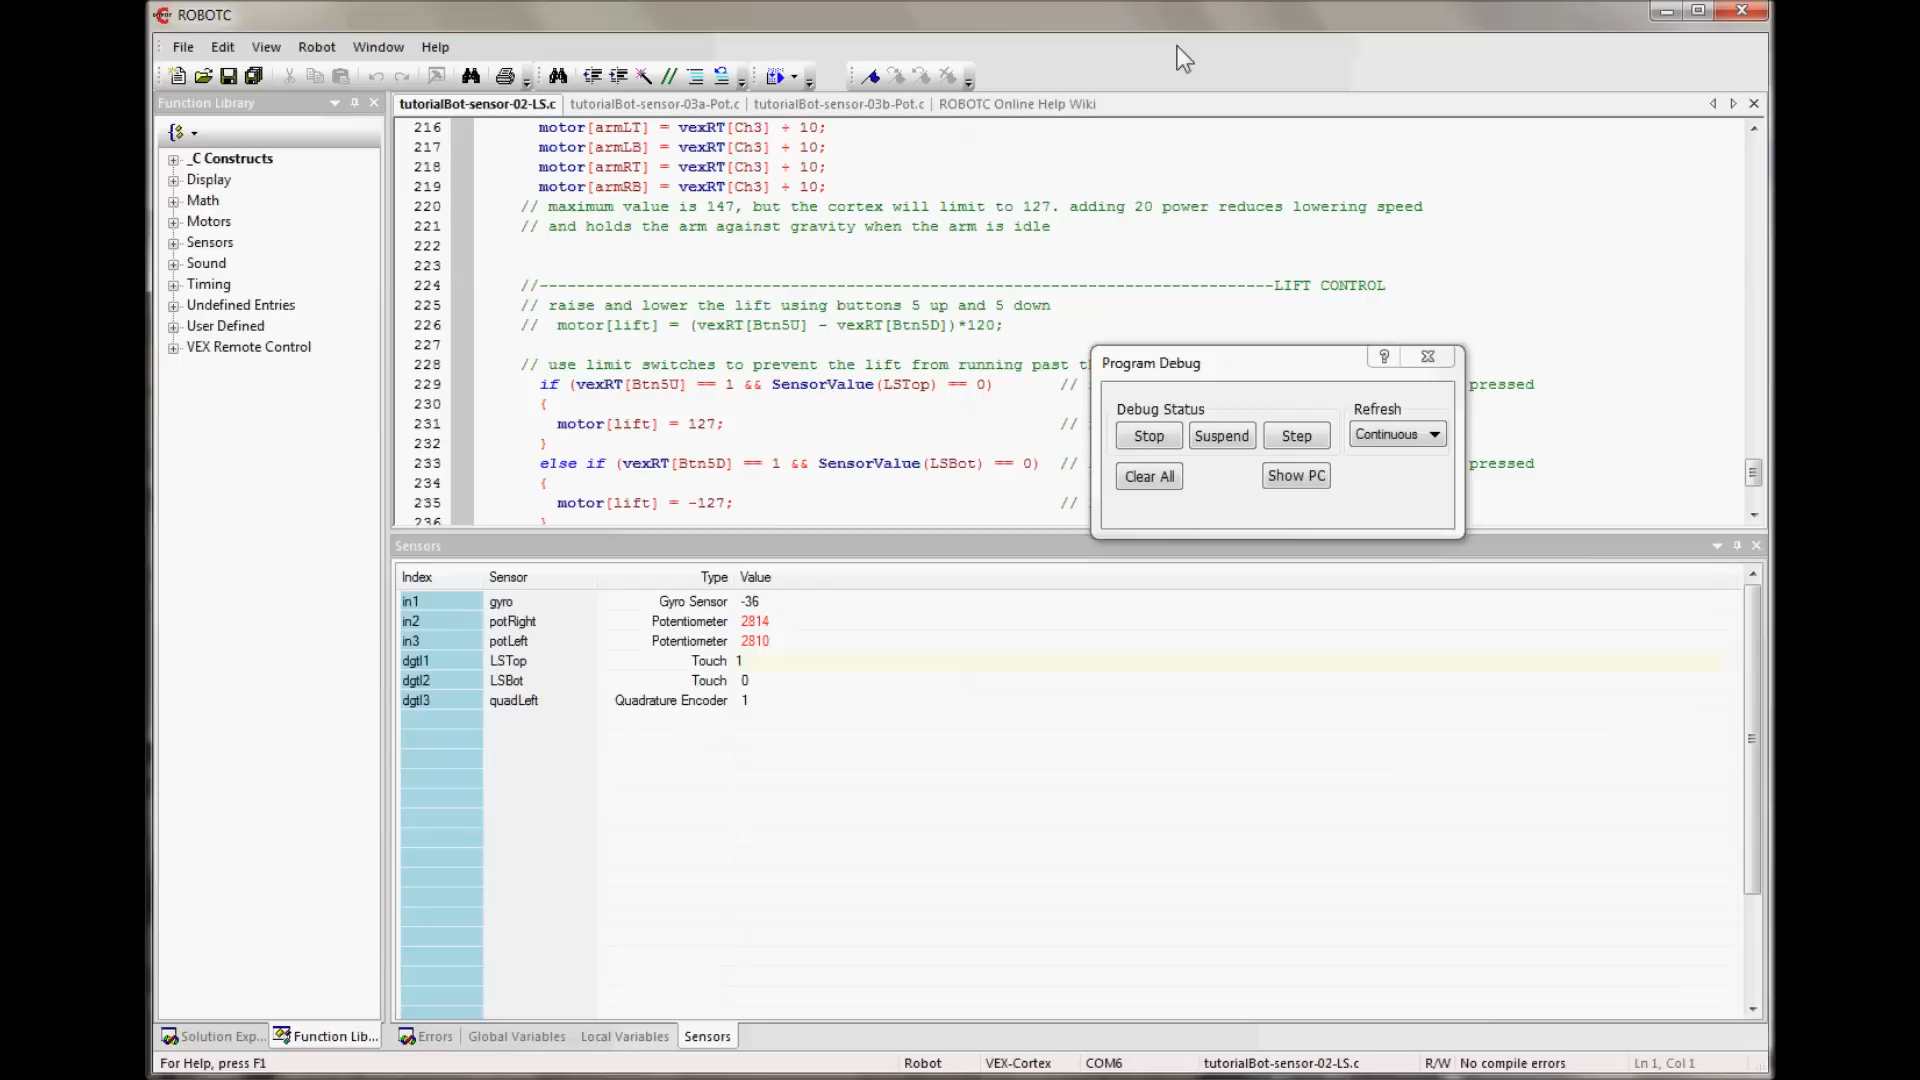 ROBOTC
File Edit View Robot Window Help
Function Library
tutorialBot-sensor-02-LS.c tutorialBot-sensor-03a-Pot.c tutorialBot-sensor-03b-Pot.c ROBOTC Online Help Wiki
_C Constructs
Display
Math
Motors
Sensors
Sound
Timing
Undefined Entries
User Defined
VEX Remote Control
216 motor[armLT] = vexRT[Ch3] + 10;
217 motor[armLB] = vexRT[Ch3] + 10;
218 motor[armRT] = vexRT[Ch3] + 10;
219 motor[armRB] = vexRT[Ch3] + 10;
220 // maximum value is 147, but the cortex will limit to 127. adding 20 power reduces lowering speed
221 // and holds the arm against gravity when the arm is idle
222
223
224 //--------------------------------------------------------------------------------LIFT CONTROL
225 // raise and lower the lift using buttons 5 up and 5 down
226 // motor[lift] = (vexRT[Btn5U] - vexRT[Btn5D])*120;
227
228 // use limit switches to prevent the lift from running past
229 if (vexRT[Btn5U] == 1 && SensorValue(LSTop) == 0) // pressed
230 {
231 motor[lift] = 127; //
232 }
233 else if (vexRT[Btn5D] == 1 && SensorValue(LSBot) == 0) // pressed
234 {
235 motor[lift] = -127; //
236 }
Program Debug
Debug Status Refresh
Stop Suspend Step Continuous
Clear All Show PC
Sensors
Index Sensor Type Value
in1 gyro Gyro Sensor -36
in2 potRight Potentiometer 2814
in3 potLeft Potentiometer 2810
dgtl1 LSTop Touch 1
dgtl2 LSBot Touch 0
dgtl3 quadLeft Quadrature Encoder 1
Solution Exp... Function Lib... Errors Global Variables Local Variables Sensors
For Help, press F1 Robot VEX-Cortex COM6 tutorialBot-sensor-02-LS.c R/W No compile errors Ln 1, Col 1